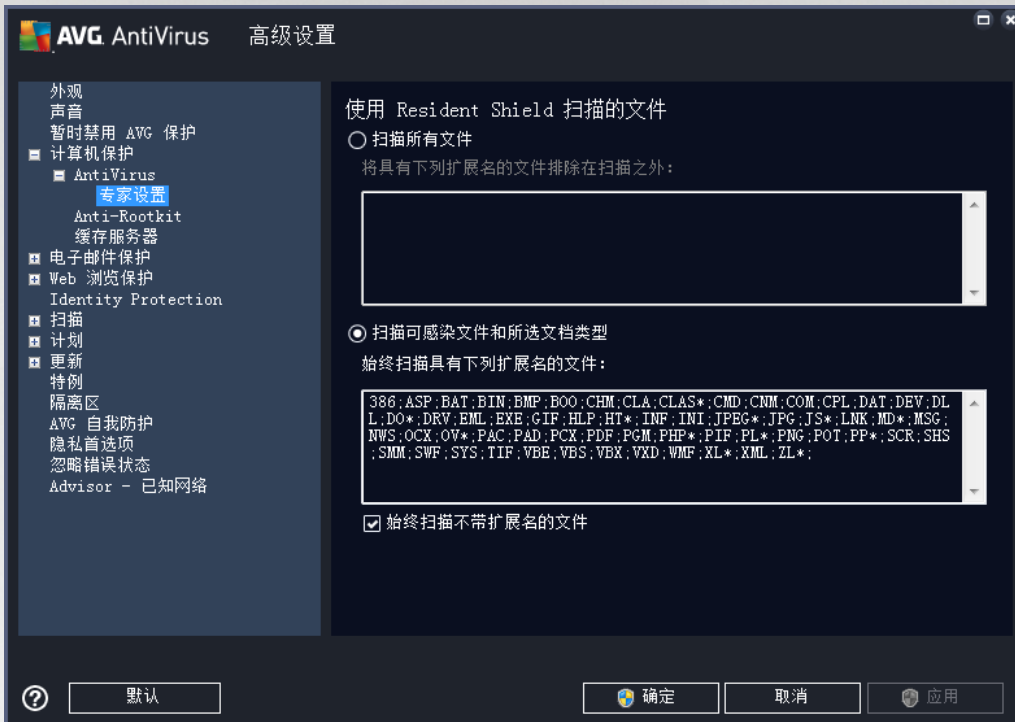 AVG. AntiVirus 高级设置
外观
声音
暂时禁用 AVG 保护
计算机保护
AntiVirus
专家设置
Anti-Rootkit
缓存服务器
电子邮件保护
Web 浏览保护
Identity Protection
扫描
计划
更新
特例
隔离区
AVG 自我防护
隐私首选项
忽略错误状态
Advisor - 已知网络
使用 Resident Shield 扫描的文件
扫描所有文件
将具有下列扩展名的文件排除在扫描之外:
扫描可感染文件和所选文档类型
始终扫描具有下列扩展名的文件:
386;ASP;BAT;BIN;BMP;BOO;CHM;CLA;CLAS*;CMD;CNM;COM;CPL;DAT;DEV;DL
L;DO*;DRV;EML;EXE;GIF;HLP;HT*;INF;INI;JPEG*;JPG;JS*;LNK;MD*;MSG;
NWS;OCX;OV*;PAC;PAD;PCX;PDF;PGM;PHP*;PIF;PL*;PNG;POT;PP*;SCR;SHS
;SMM;SWF;SYS;TIF;VBE;VBS;VBX;VXD;WMF;XL*;XML;ZL*;
始终扫描不带扩展名的文件
? 默认 确定 取消 应用